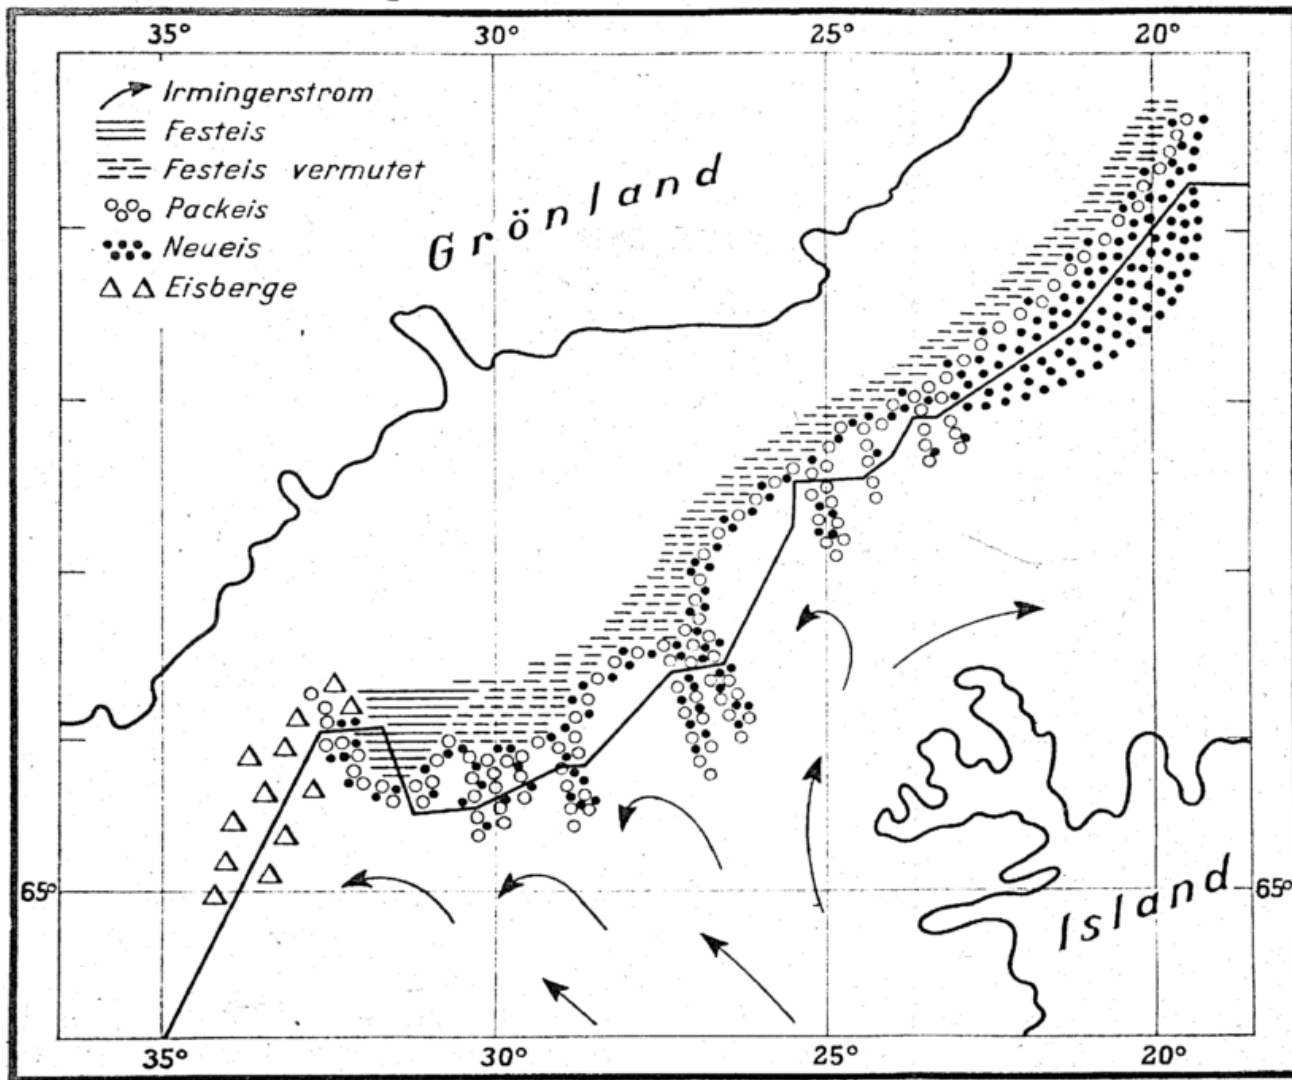 35° 30° 25° 20°
Irmingerstrom
Festeis
Festeis vermutet
Packeis
Neueis
Eisberge
Grönland
65° 65°
Island
35° 30° 25° 20°